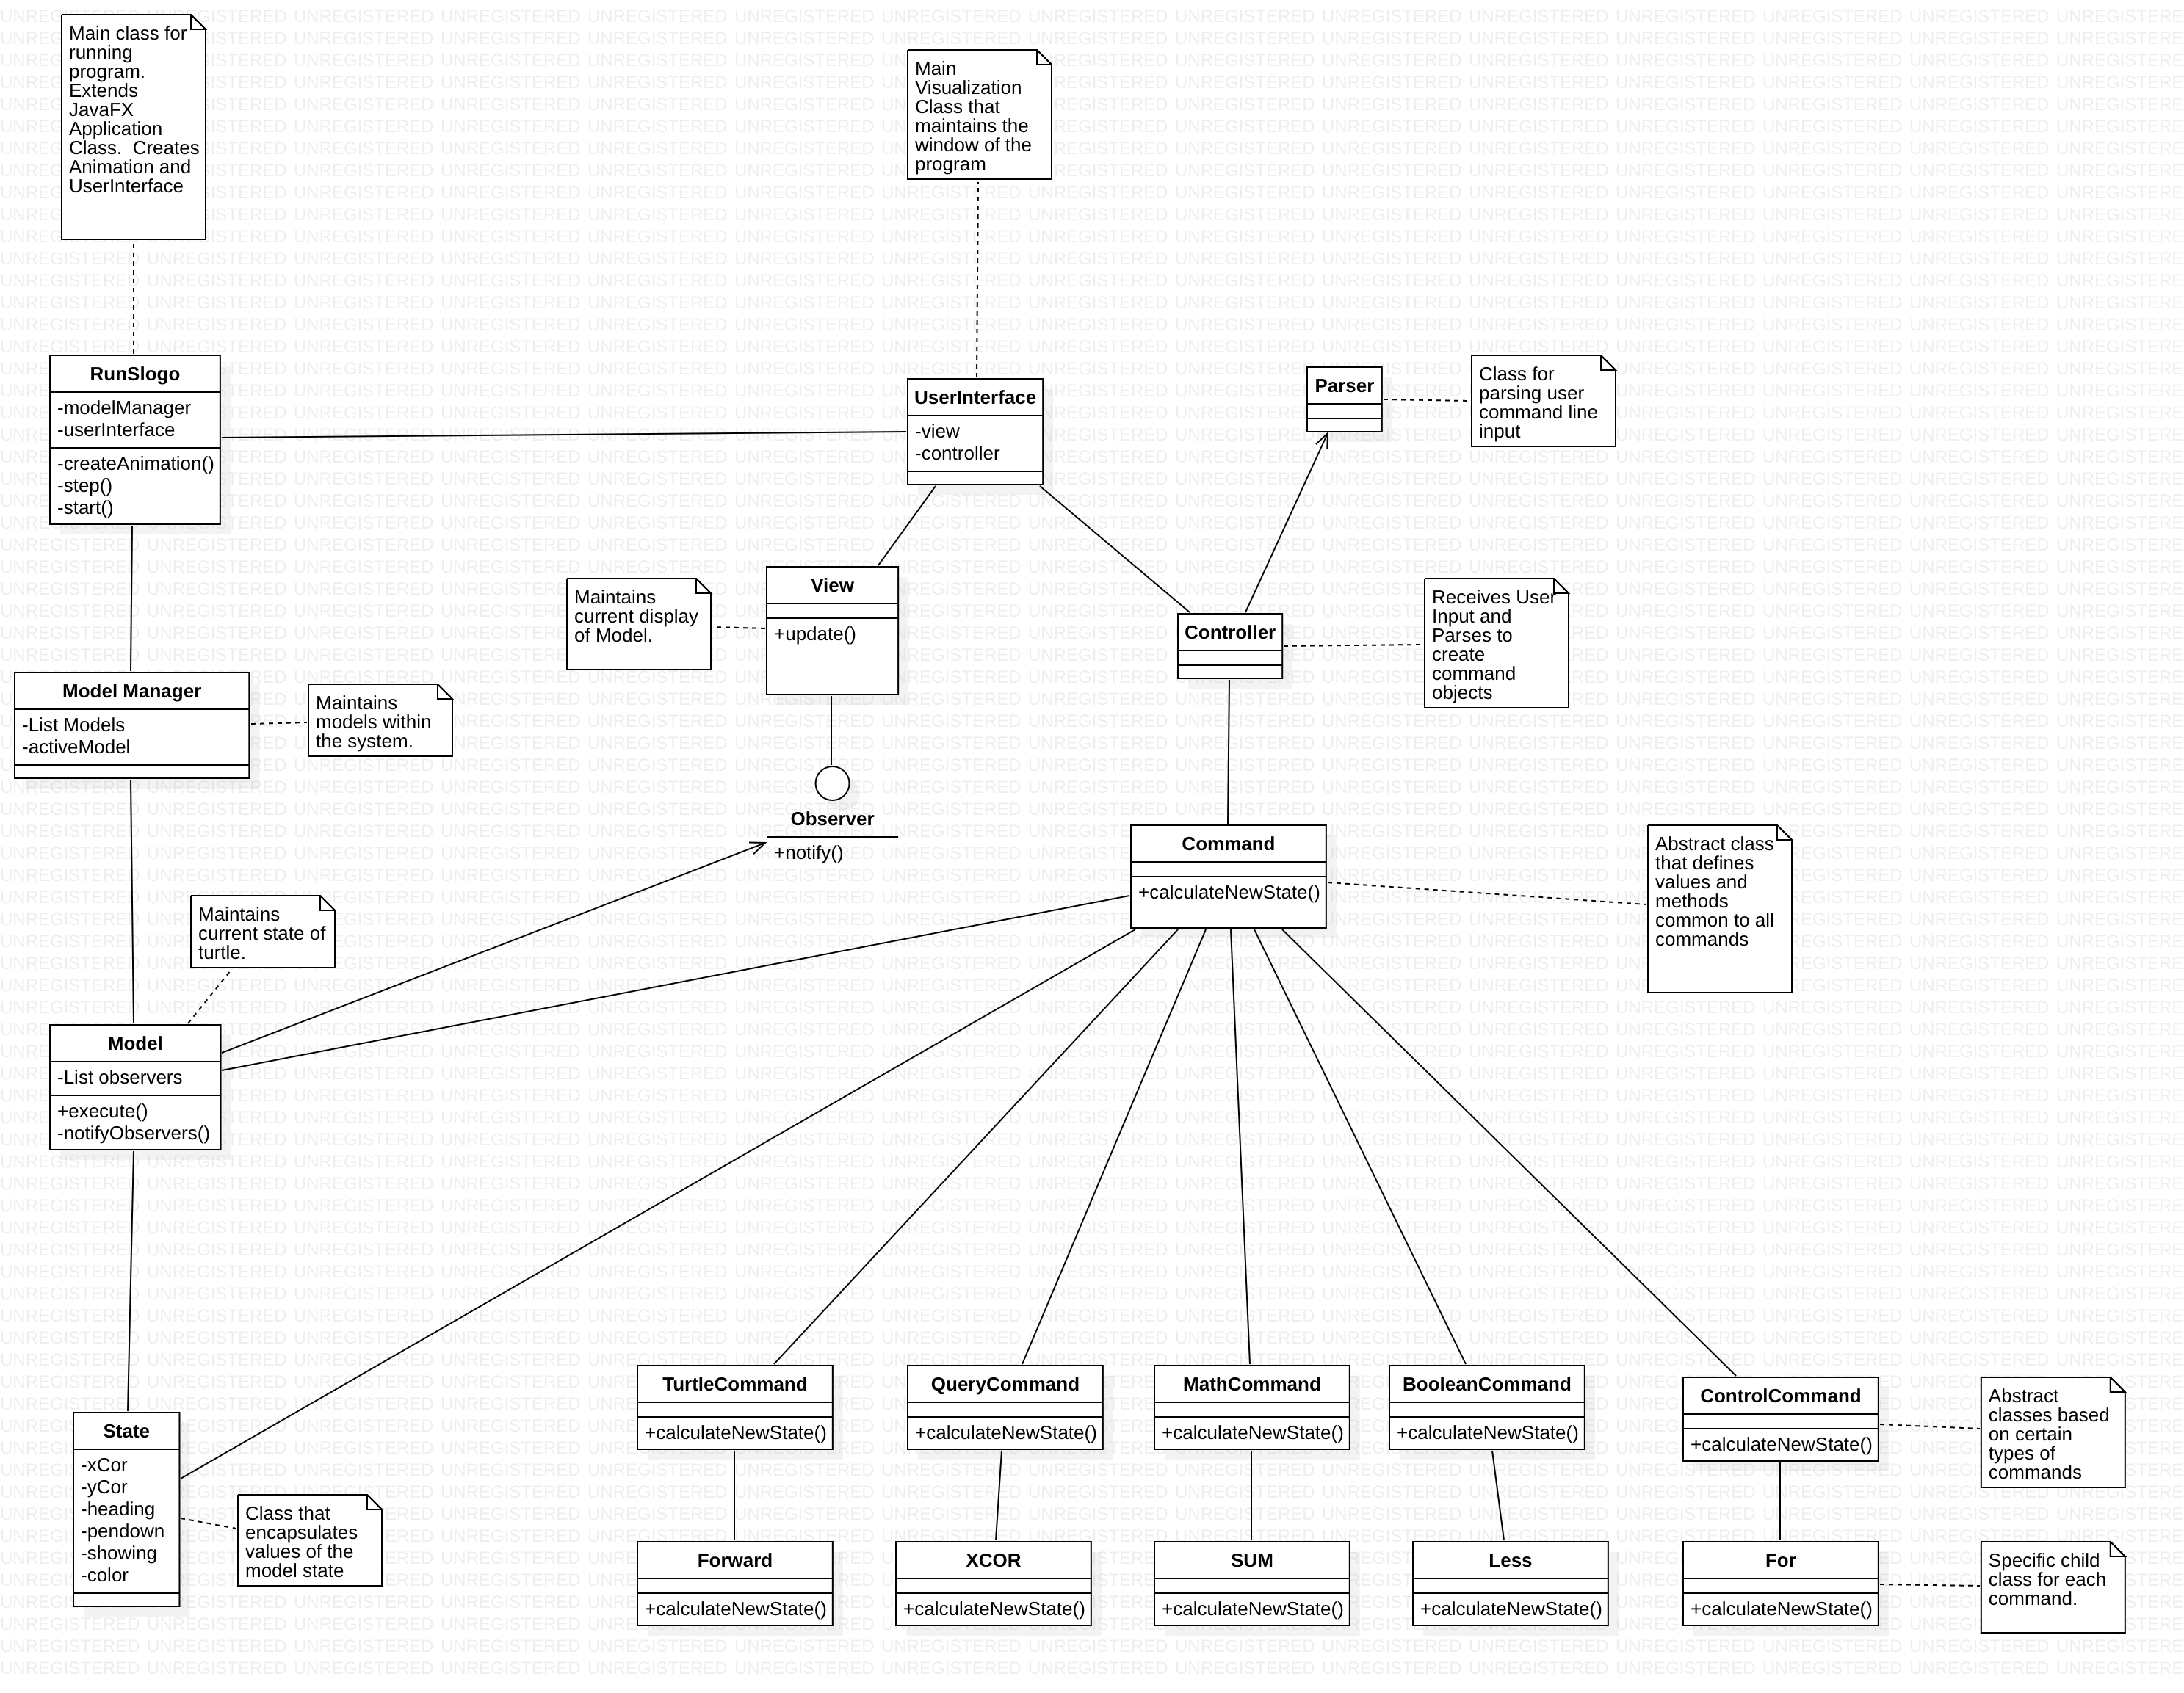 Main class for
running
program.
Extends
JavaFX
Application
Class.  Creates
Animation and
UserInterface
Main
Visualization
Class that
maintains the
window of the
program
RunSlogo
-modelManager
-userInterface
-createAnimation()
-step()
-start()
UserInterface
-view
-controller
Parser
Class for
parsing user
command line
input
Maintains
current display
of Model.
View
+update()
Controller
Receives User
Input and
Parses to
create
command
objects
Model Manager
-List Models
-activeModel
Maintains
models within
the system.
Observer
+notify()
Command
+calculateNewState()
Abstract class
that defines
values and
methods
common to all
commands
Maintains
current state of
turtle.
Model
-List observers
+execute()
-notifyObservers()
State
-xCor
-yCor
-heading
-pendown
-showing
-color
Class that
encapsulates
values of the
model state
TurtleCommand
+calculateNewState()
QueryCommand
+calculateNewState()
MathCommand
+calculateNewState()
BooleanCommand
+calculateNewState()
ControlCommand
+calculateNewState()
Abstract
classes based
on certain
types of
commands
Forward
+calculateNewState()
XCOR
+calculateNewState()
SUM
+calculateNewState()
Less
+calculateNewState()
For
+calculateNewState()
Specific child
class for each
command.
UNREGISTERED